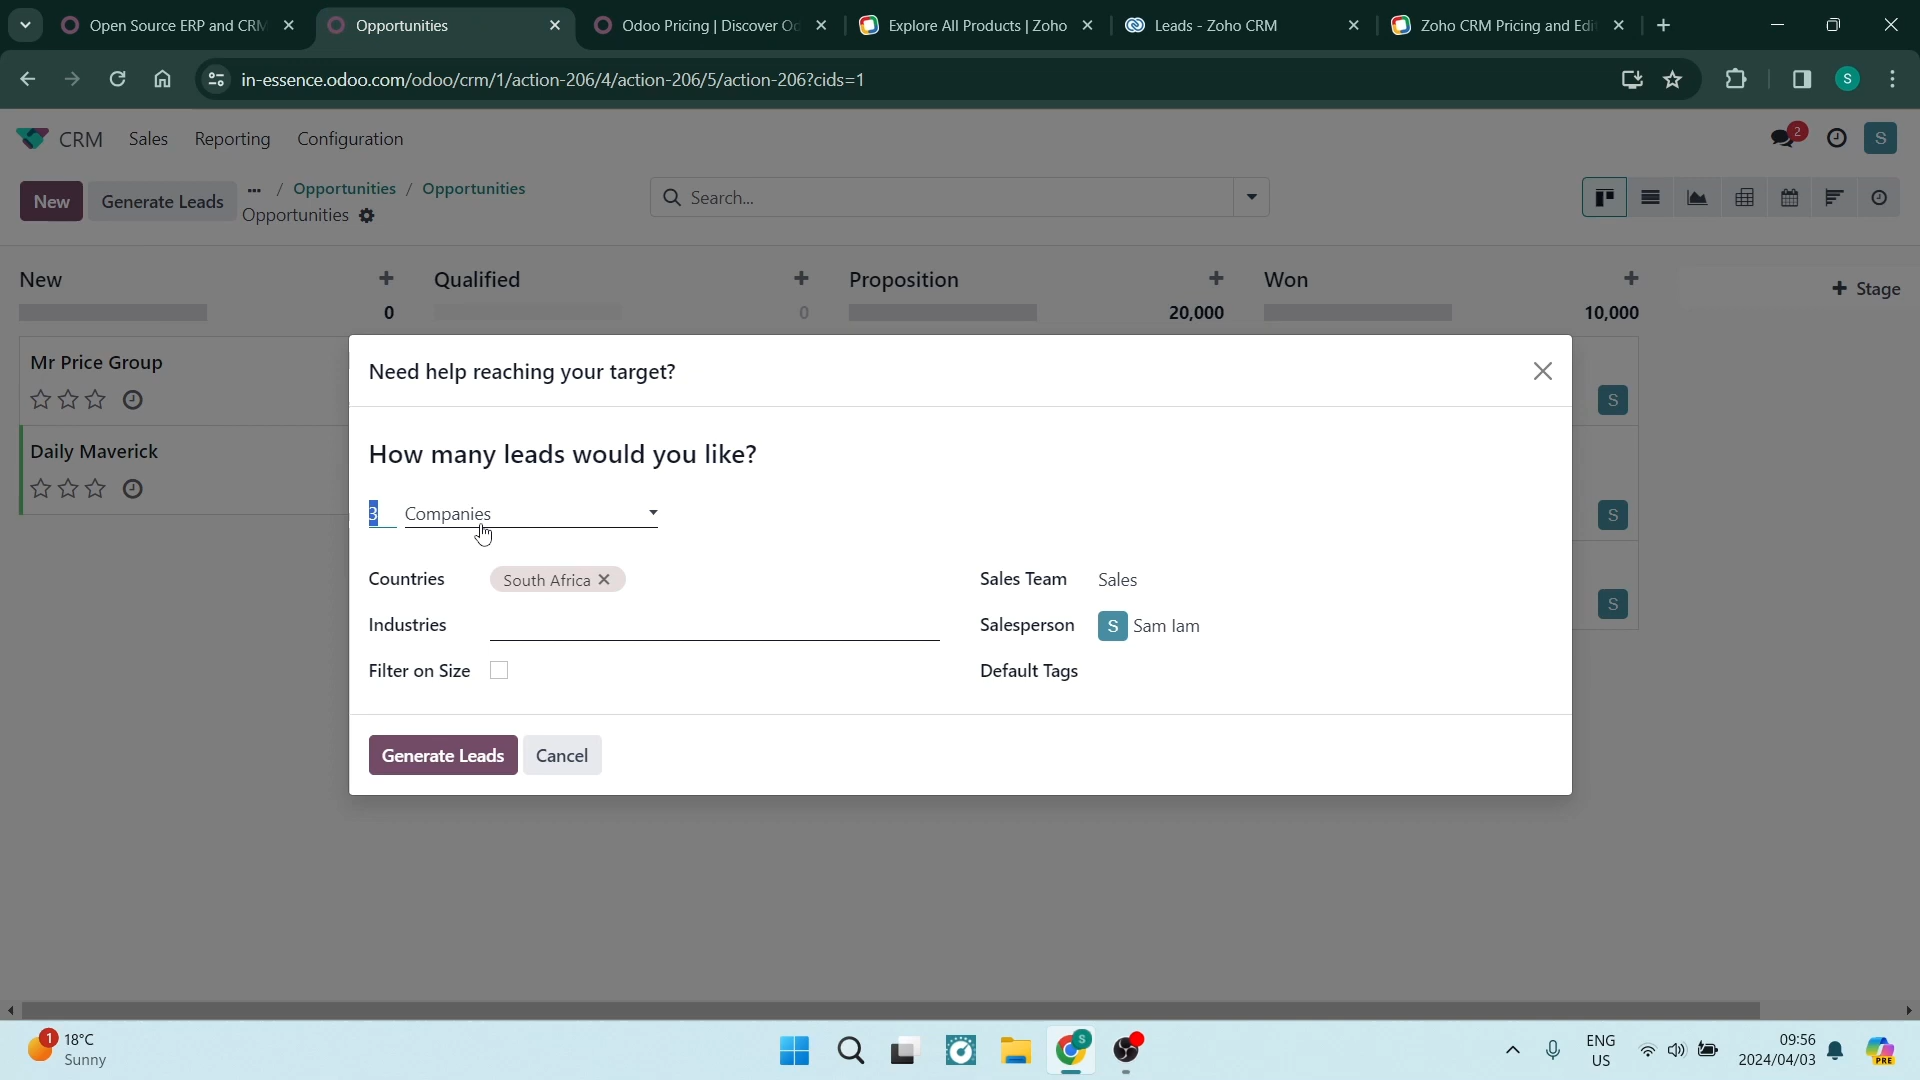 Open Source ERP and CRM
Opportunities
Odoo Pricing | Discover Od
Explore All Products | Zoho
Leads - Zoho CRM
Zoho CRM Pricing and Edit
in-essence.odoo.com/odoo/crm/1/action-206/4/action-206/5/action-206?cids=1
S
CRM Sales Reporting Configuration
2
S
New
Generate Leads
... / Opportunities / Opportunities
Opportunities
Search...
New
0
Qualified
0
Proposition
20,000
Won
10,000
Stage
Mr Price Group
Daily Maverick
S
S
S
Need help reaching your target?
How many leads would you like?
3 Companies
Countries South Africa
Sales Team Sales
Industries
Salesperson S Sam Iam
Filter on Size
Default Tags
Generate Leads
Cancel
1
18°C
Sunny
S
ENG
US
09:56
2024/04/03
PRE